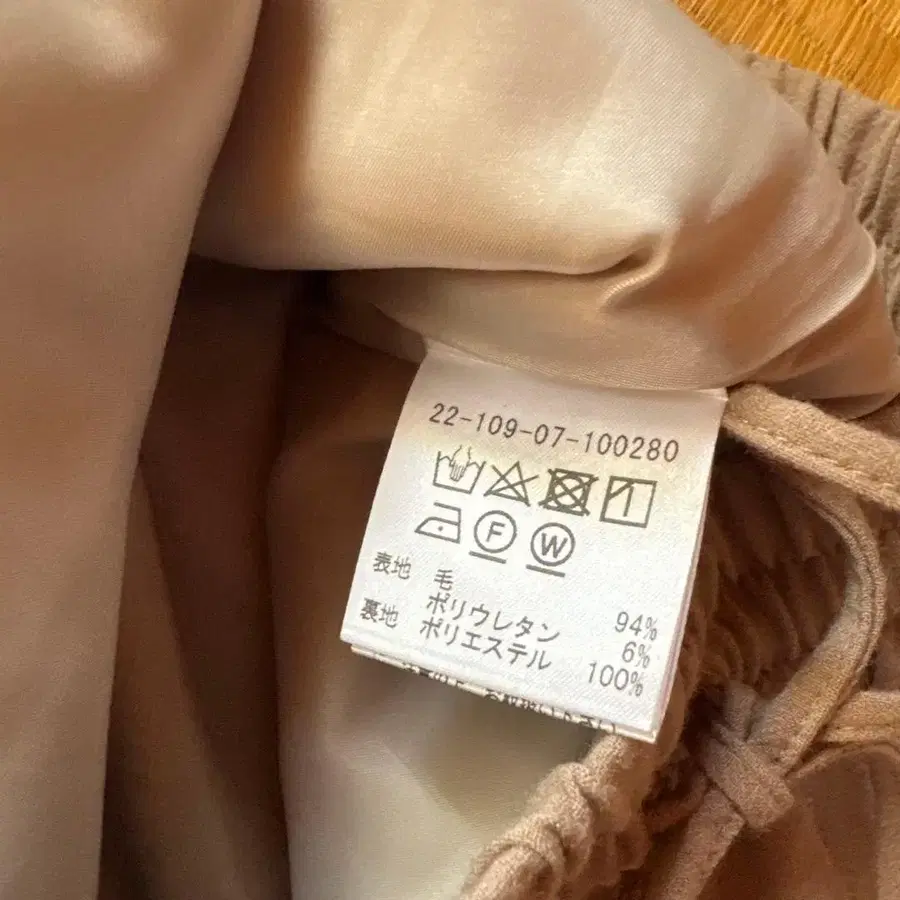 22-109-07-100280
F W
表地 毛 94%
ポリウレタン 6%
裏地 ポリエステル 100%